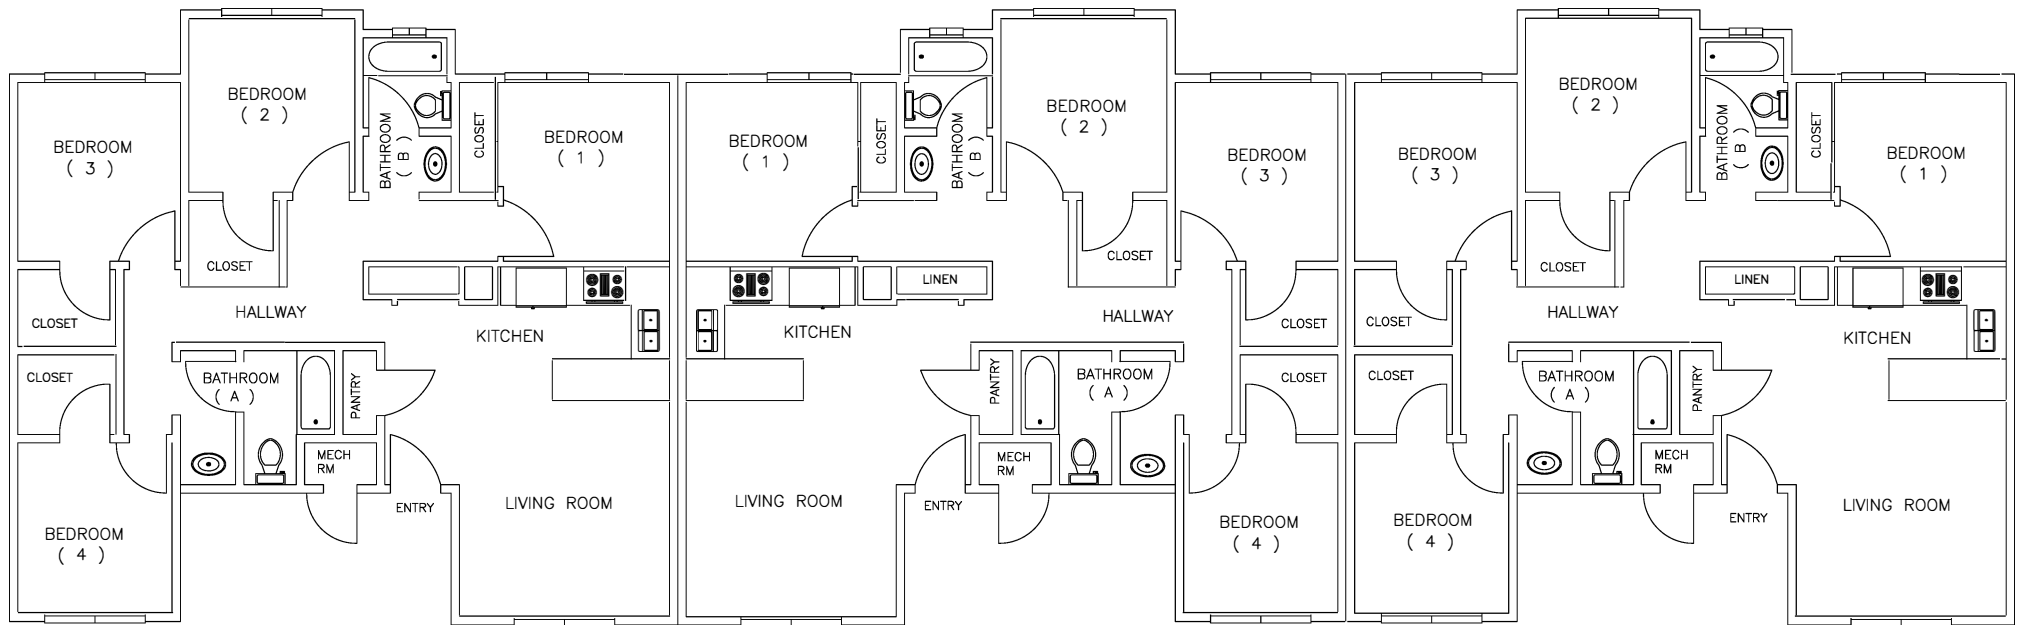 BEDROOM
( 3 )
BEDROOM
( 2 )
BATHROOM
( B )
CLOSET
BEDROOM
( 1 )
CLOSET
CLOSET
HALLWAY
KITCHEN
CLOSET
BATHROOM
( A )
PANTRY
MECH
RM
ENTRY
LIVING ROOM
BEDROOM
( 4 )
BEDROOM
( 1 )
CLOSET
BATHROOM
( B )
BEDROOM
( 2 )
BEDROOM
( 3 )
CLOSET
LINEN
KITCHEN
HALLWAY
CLOSET
PANTRY
BATHROOM
( A )
CLOSET
MECH
RM
LIVING ROOM
ENTRY
BEDROOM
( 4 )
BEDROOM
( 3 )
BEDROOM
( 2 )
BATHROOM
( B )
CLOSET
BEDROOM
( 1 )
CLOSET
LINEN
CLOSET
HALLWAY
KITCHEN
CLOSET
BATHROOM
( A )
PANTRY
MECH
RM
ENTRY
LIVING ROOM
BEDROOM
( 4 )